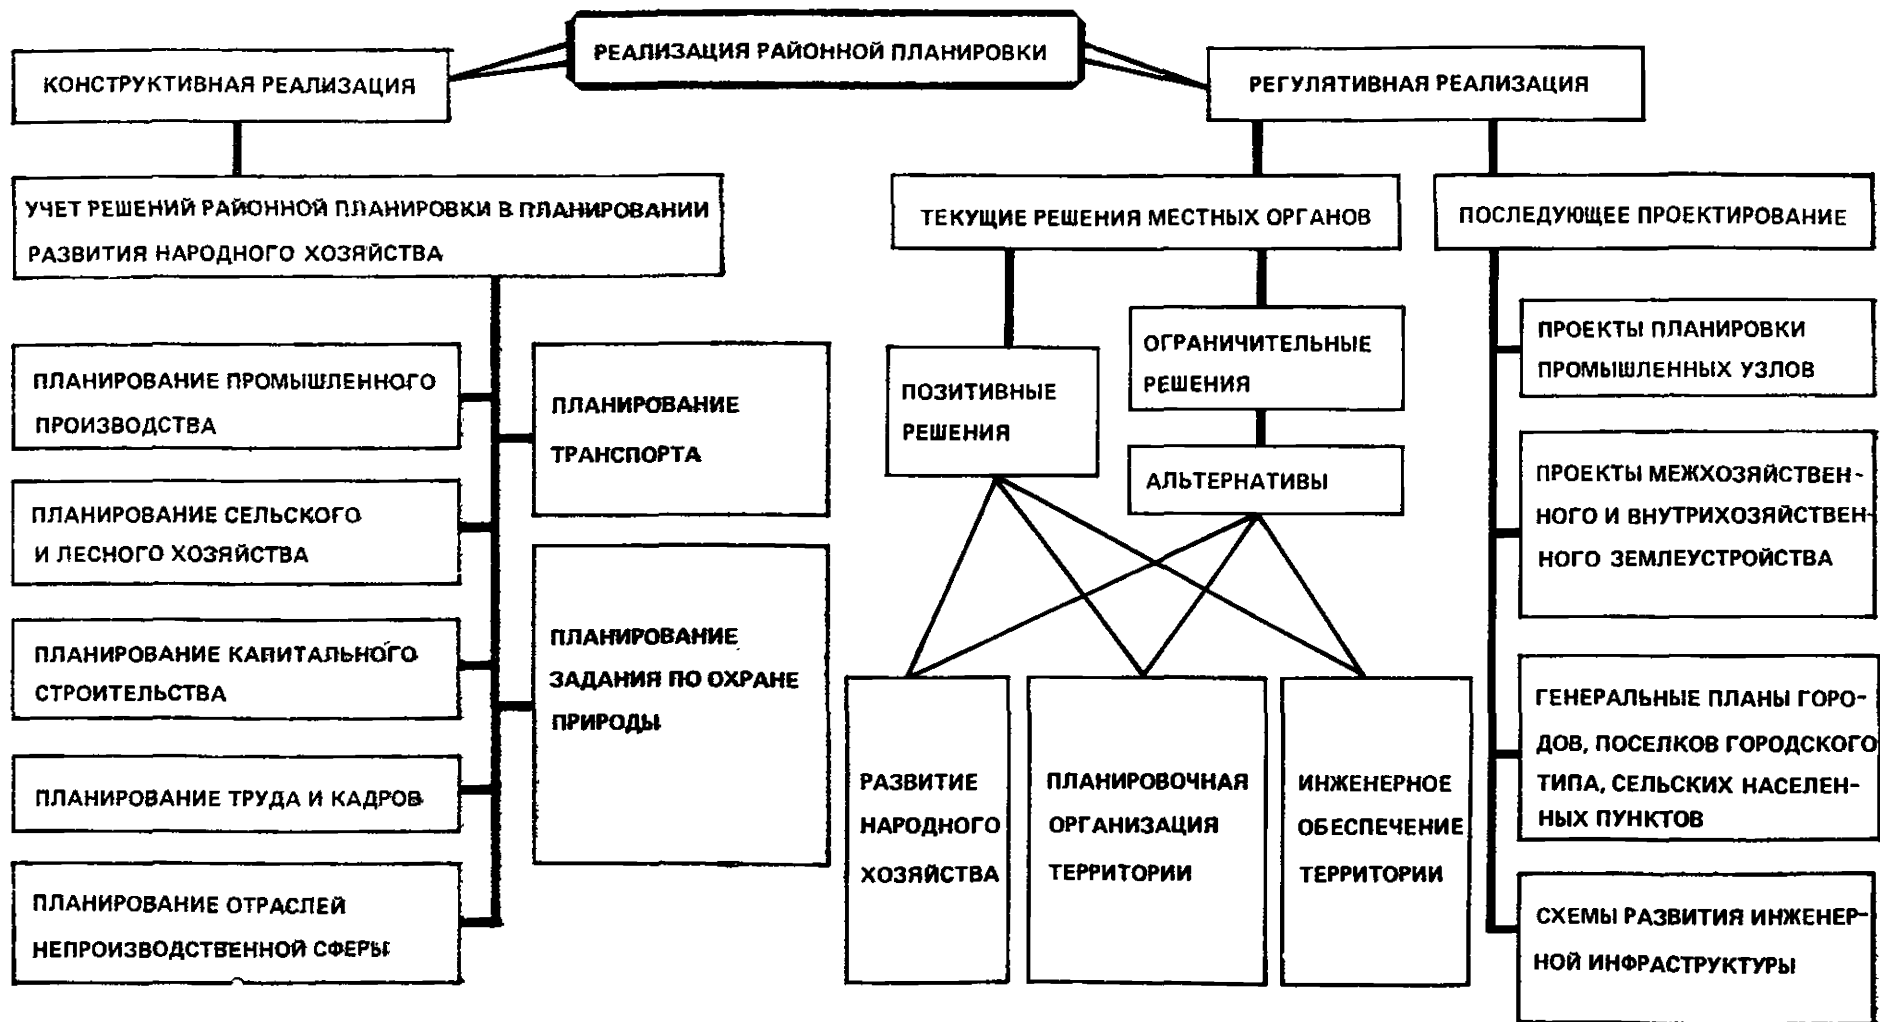 РЕАЛИЗАЦИЯ РАЙОННОЙ ПЛАНИРОВКИ
КОНСТРУКТИВНАЯ РЕАЛИЗАЦИЯ
РЕГУЛЯТИВНАЯ РЕАЛИЗАЦИЯ
УЧЕТ РЕШЕНИЙ РАЙОННОЙ ПЛАНИРОВКИ В ПЛАНИРОВАНИИ
РАЗВИТИЯ НАРОДНОГО ХОЗЯЙСТВА
ТЕКУЩИЕ РЕШЕНИЯ МЕСТНЫХ ОРГАНОВ
ПОСЛЕДУЮЩЕЕ ПРОЕКТИРОВАНИЕ
ПЛАНИРОВАНИЕ ПРОМЫШЛЕННОГО
ПРОИЗВОДСТВА
ПЛАНИРОВАНИЕ СЕЛЬСКОГО
И ЛЕСНОГО ХОЗЯЙСТВА
ПЛАНИРОВАНИЕ КАПИТАЛЬНОГО
СТРОИТЕЛЬСТВА
ПЛАНИРОВАНИЕ ТРУДА И КАДРОВ
ПЛАНИРОВАНИЕ ОТРАСЛЕЙ
НЕПРОИЗВОДСТВЕННОЙ СФЕРЫ
ПЛАНИРОВАНИЕ
ТРАНСПОРТА
ПЛАНИРОВАНИЕ
ЗАДАНИЯ ПО ОХРАНЕ
ПРИРОДЫ
ПОЗИТИВНЫЕ
РЕШЕНИЯ
ОГРАНИЧИТЕЛЬНЫЕ
РЕШЕНИЯ
АЛЬТЕРНАТИВЫ
РАЗВИТИЕ
НАРОДНОГО
ХОЗЯЙСТВА
ПЛАНИРОВОЧНАЯ
ОРГАНИЗАЦИЯ
ТЕРРИТОРИИ
ИНЖЕНЕРНОЕ
ОБЕСПЕЧЕНИЕ
ТЕРРИТОРИИ
ПРОЕКТЫ ПЛАНИРОВКИ
ПРОМЫШЛЕННЫХ УЗЛОВ
ПРОЕКТЫ МЕЖХОЗЯЙСТВЕН-
НОГО И ВНУТРИХОЗЯЙСТВЕН-
НОГО ЗЕМЛЕУСТРОЙСТВА
ГЕНЕРАЛЬНЫЕ ПЛАНЫ ГОРО-
ДОВ, ПОСЕЛКОВ ГОРОДСКОГО
ТИПА, СЕЛЬСКИХ НАСЕЛЕН-
НЫХ ПУНКТОВ
СХЕМЫ РАЗВИТИЯ ИНЖЕНЕР-
НОЙ ИНФРАСТРУКТУРЫ